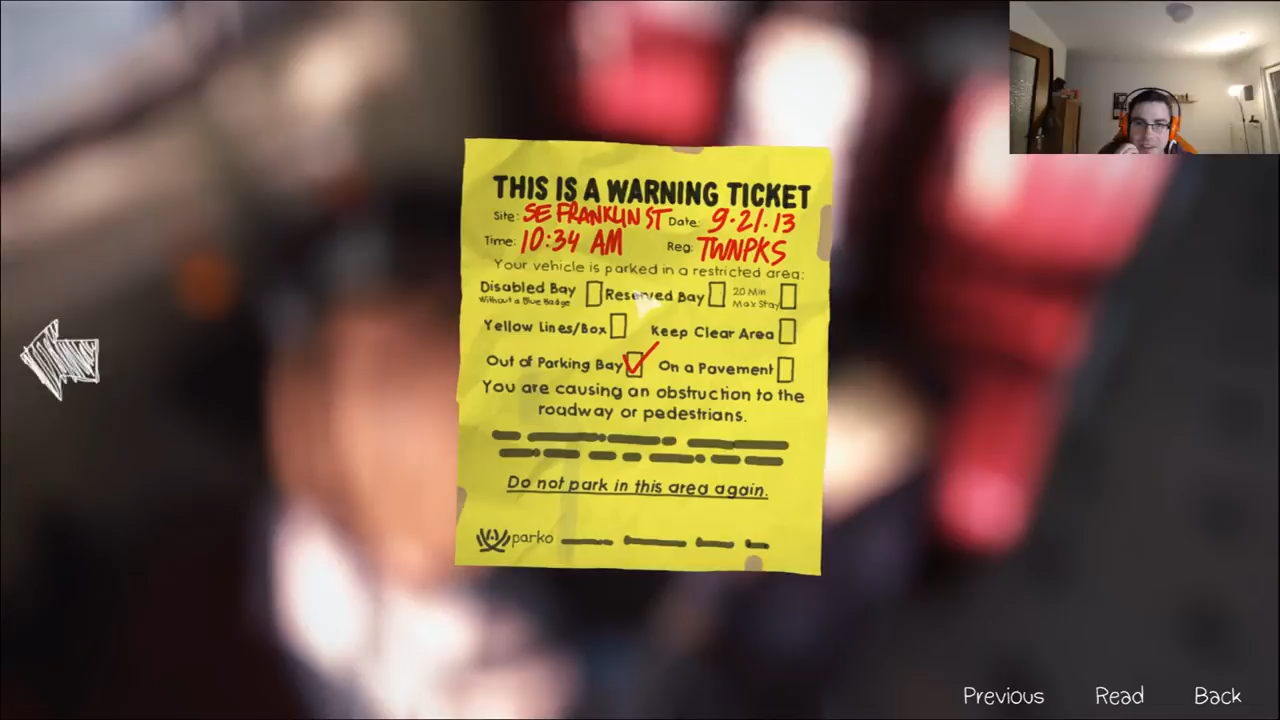 THIS IS A WARNING TICKET
Site: SE FRANKLIN ST Date: 9.21.13
Time: 10:34 AM Reg: TWNPKS
Your vehicle is parked in a restricted area:
Disabled Bay Reserved Bay 20 Min
Without a Blue Badge Max Stay
Yellow Lines/Box Keep Clear Area
Out of Parking Bay On a Pavement
You are causing an obstruction to the
roadway or pedestrians.
Do not park in this area again.
parko
Previous Read Back